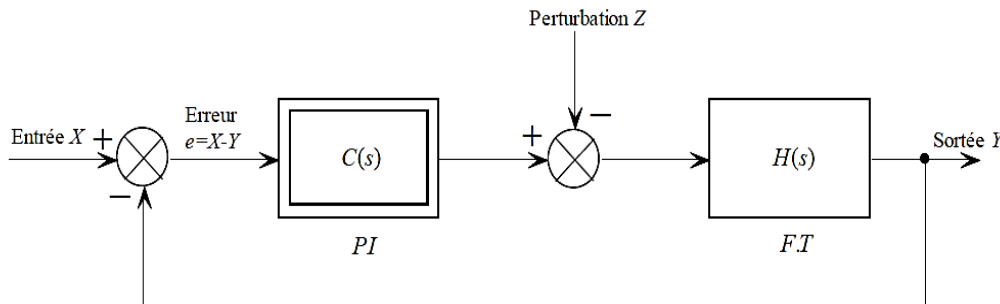 Perturbation Z
Entrée X
+
−
Erreur
e=X-Y
C(s)
PI
+
−
H(s)
F.T
Sortée Y